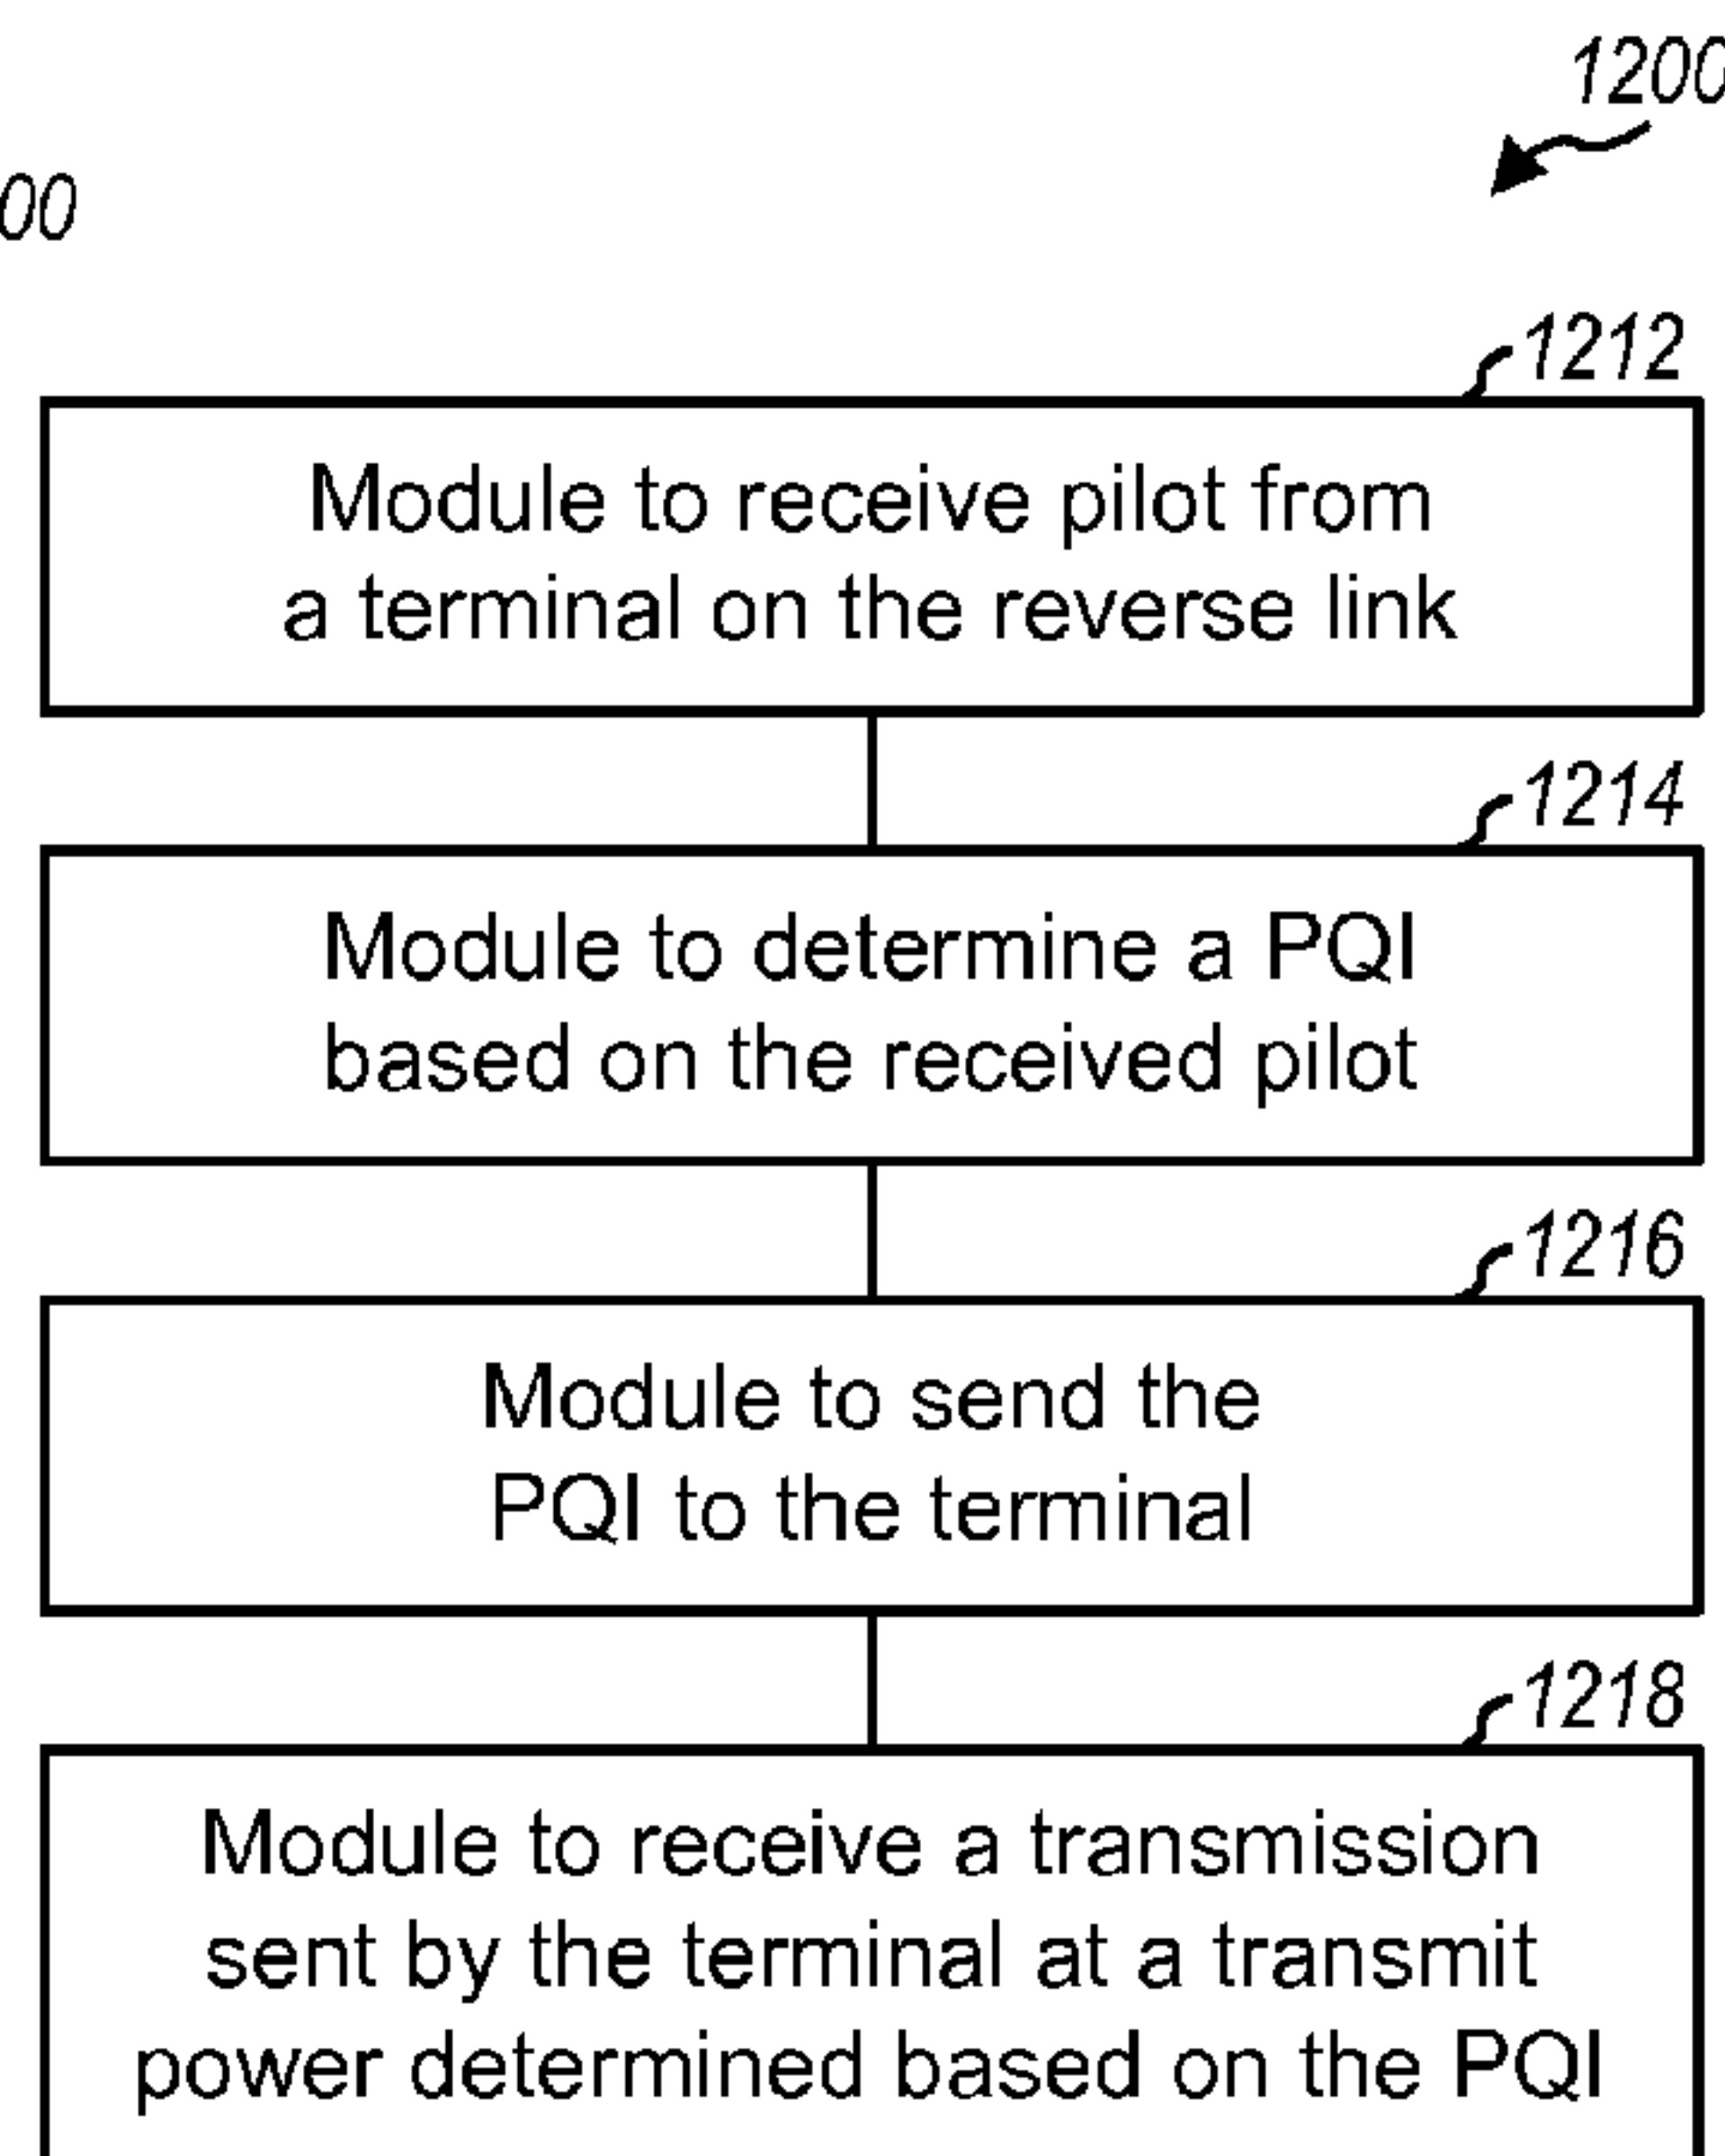 1200
00
1212
Module to receive pilot from
a terminal on the reverse link
1214
Module to determine a PQI
based on the received pilot
1216
Module to send the
PQI to the terminal
1218
Module to receive a transmission
sent by the terminal at a transmit
power determined based on the PQI